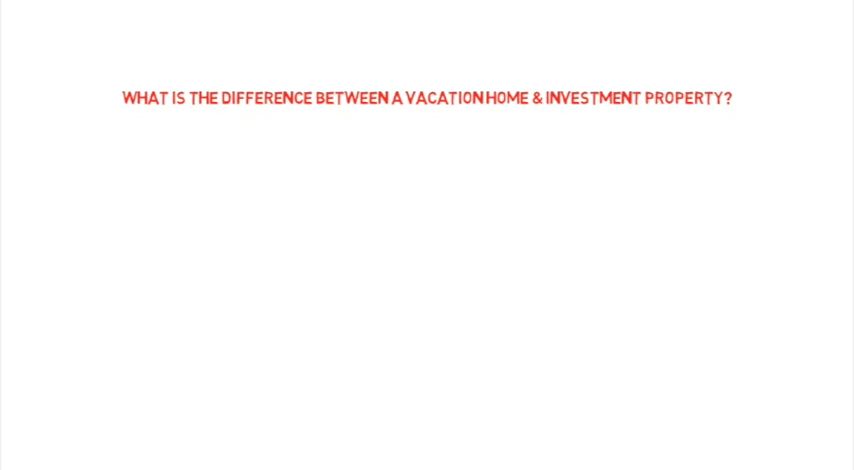 WHAT IS THE DIFFERENCE BETWEEN A VACATION HOME & INVESTMENT PROPERTY?